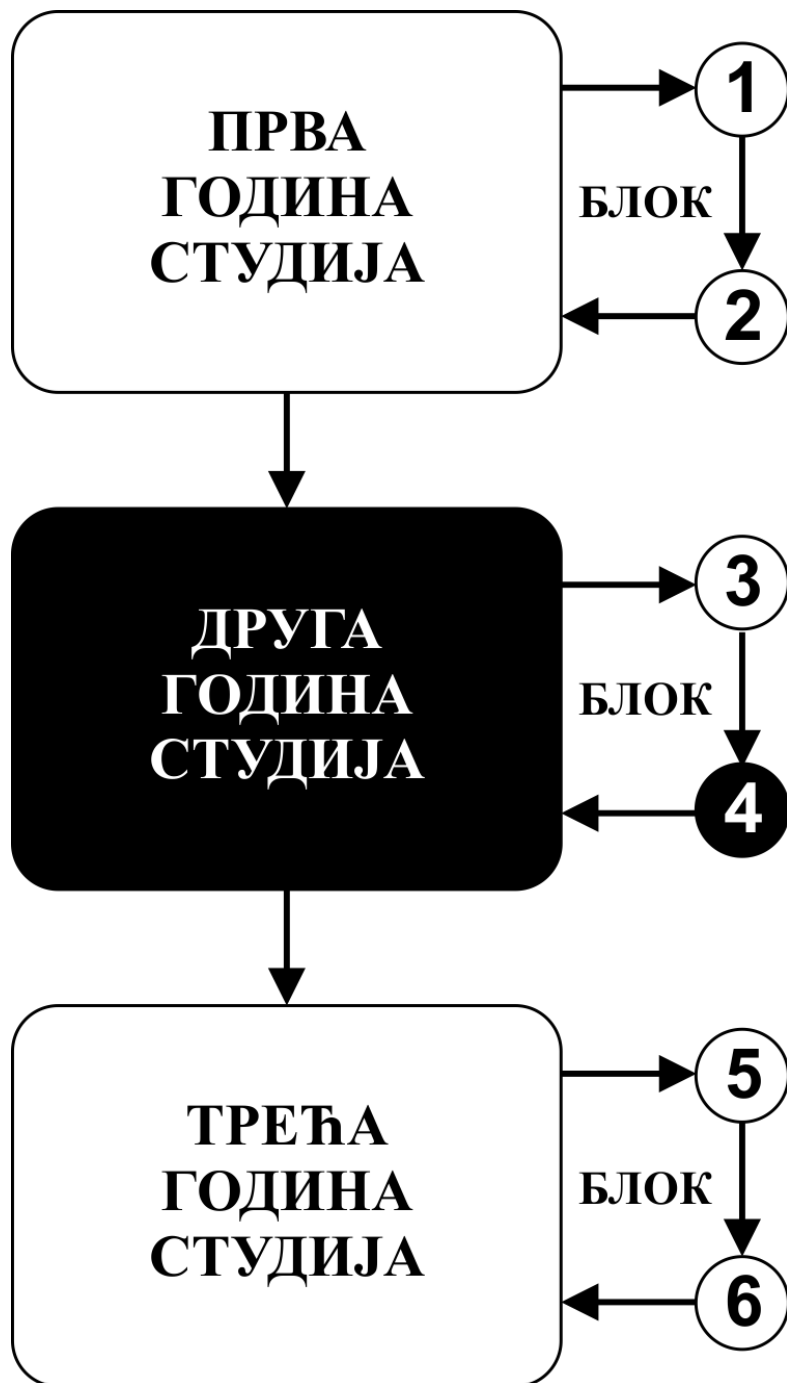 ПРВА
ГОДИНА
СТУДИЈА
1
БЛОК
2
ДРУГА
ГОДИНА
СТУДИЈА
3
БЛОК
4
ТРЕЋА
ГОДИНА
СТУДИЈА
5
БЛОК
6